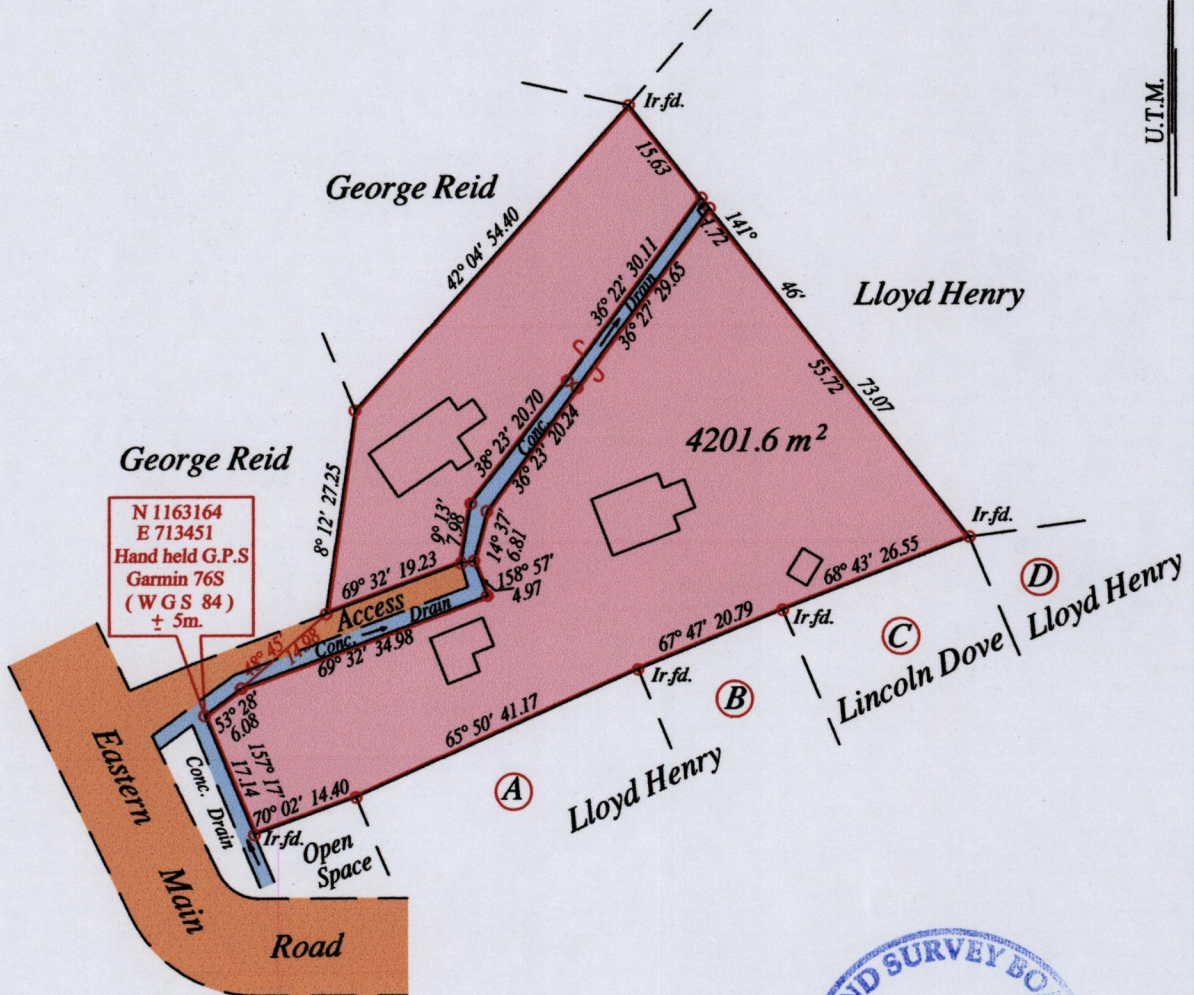 U.T.M.
Ir.fd.
15.63
George Reid
42° 04' 54.40
1.72
141°
46'
Lloyd Henry
36° 22' 30.11
Drain
36° 27' 29.65
55.72
73.07
38° 23' 20.70
Conc.
36° 23' 20.24
4201.6 m²
George Reid
8° 12' 27.25
N 1163164
E 713451
Hand held G.P.S
Garmin 76S
( W G S 84 )
± 5m.
9° 13'
7.98
14° 37'
6.81
158° 57'
4.97
69° 32' 19.23
Access
48° 45'
14.98
Conc. Drain
69° 32' 34.98
53° 28'
6.08
157° 17'
17.14
70° 02' 14.40
65° 50' 41.17
67° 47' 20.79
68° 43' 26.55
Ir.fd.
Ir.fd.
Ir.fd.
Ir.fd.
D
Lloyd Henry
C
Lincoln Dove
B
Lloyd Henry
A
Open
Space
Conc. Drain
Eastern
Main
Road
ND SURVEY BO